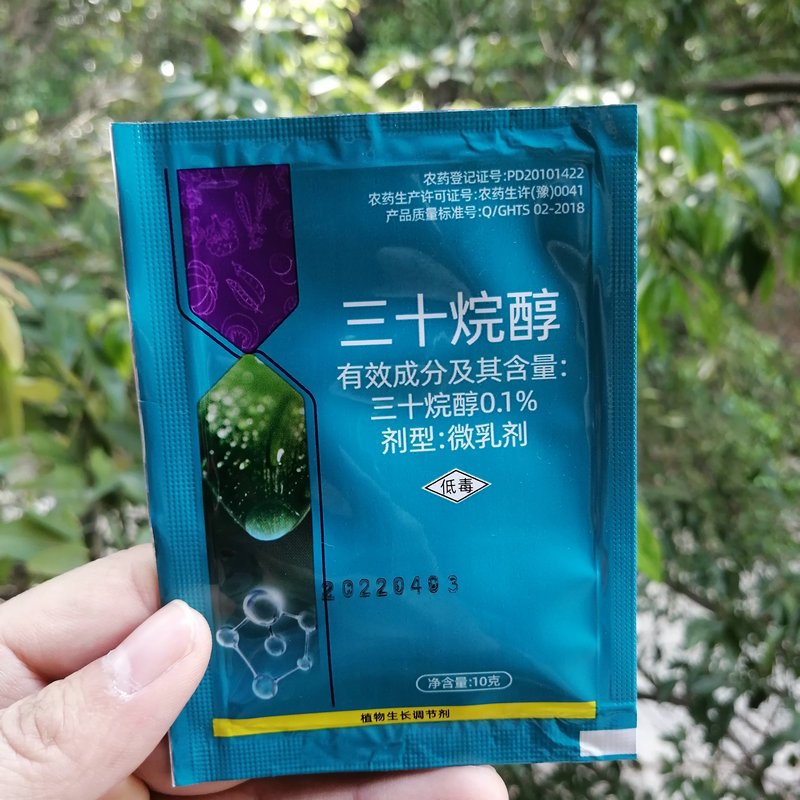 农药登记证号:PD20101422
农药生产许可证号:农药生许(豫)0041
产品质量标准号:Q/GHTS 02-2018
三十烷醇
有效成分及其含量:
三十烷醇0.1%
剂型:微乳剂
低毒
20220403
净含量:10克
植物生长调节剂